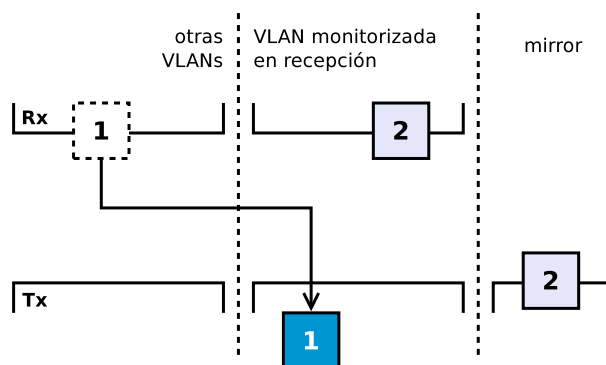 otras
VLANs
VLAN monitorizada
en recepción
mirror
Rx
1
2
Tx
2
1